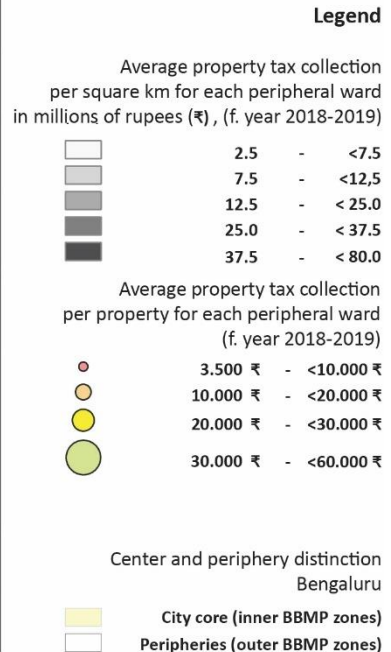 Legend
Average property tax collection
per square km for each peripheral ward
in millions of rupees (₹) , (f. year 2018-2019)
2.5 - <7.5
7.5 - <12,5
12.5 - < 25.0
25.0 - < 37.5
37.5 - < 80.0
Average property tax collection
per property for each peripheral ward
(f. year 2018-2019)
3.500 ₹ - <10.000 ₹
10.000 ₹ - <20.000 ₹
20.000 ₹ - <30.000 ₹
30.000 ₹ - <60.000 ₹
Center and periphery distinction
Bengaluru
City core (inner BBMP zones)
Peripheries (outer BBMP zones)